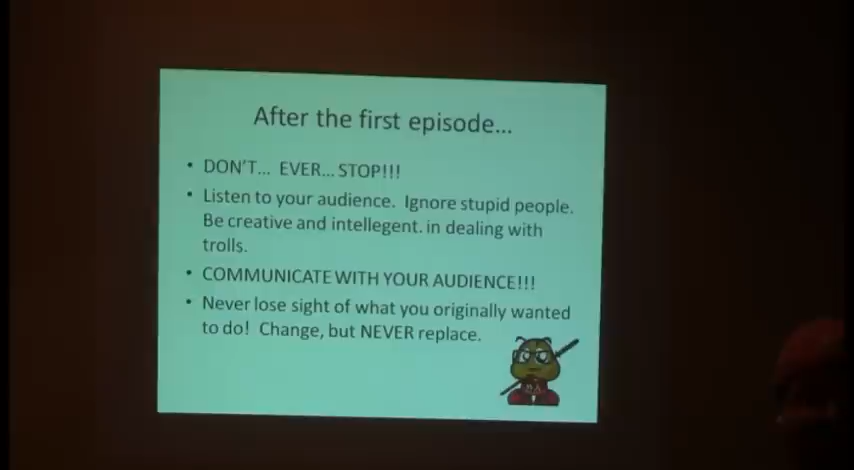 After the first episode...
• DON'T... EVER... STOP!!!
• Listen to your audience. Ignore stupid people.
Be creative and intellegent. in dealing with
trolls.
• COMMUNICATE WITH YOUR AUDIENCE!!!
• Never lose sight of what you originally wanted
to do! Change, but NEVER replace.